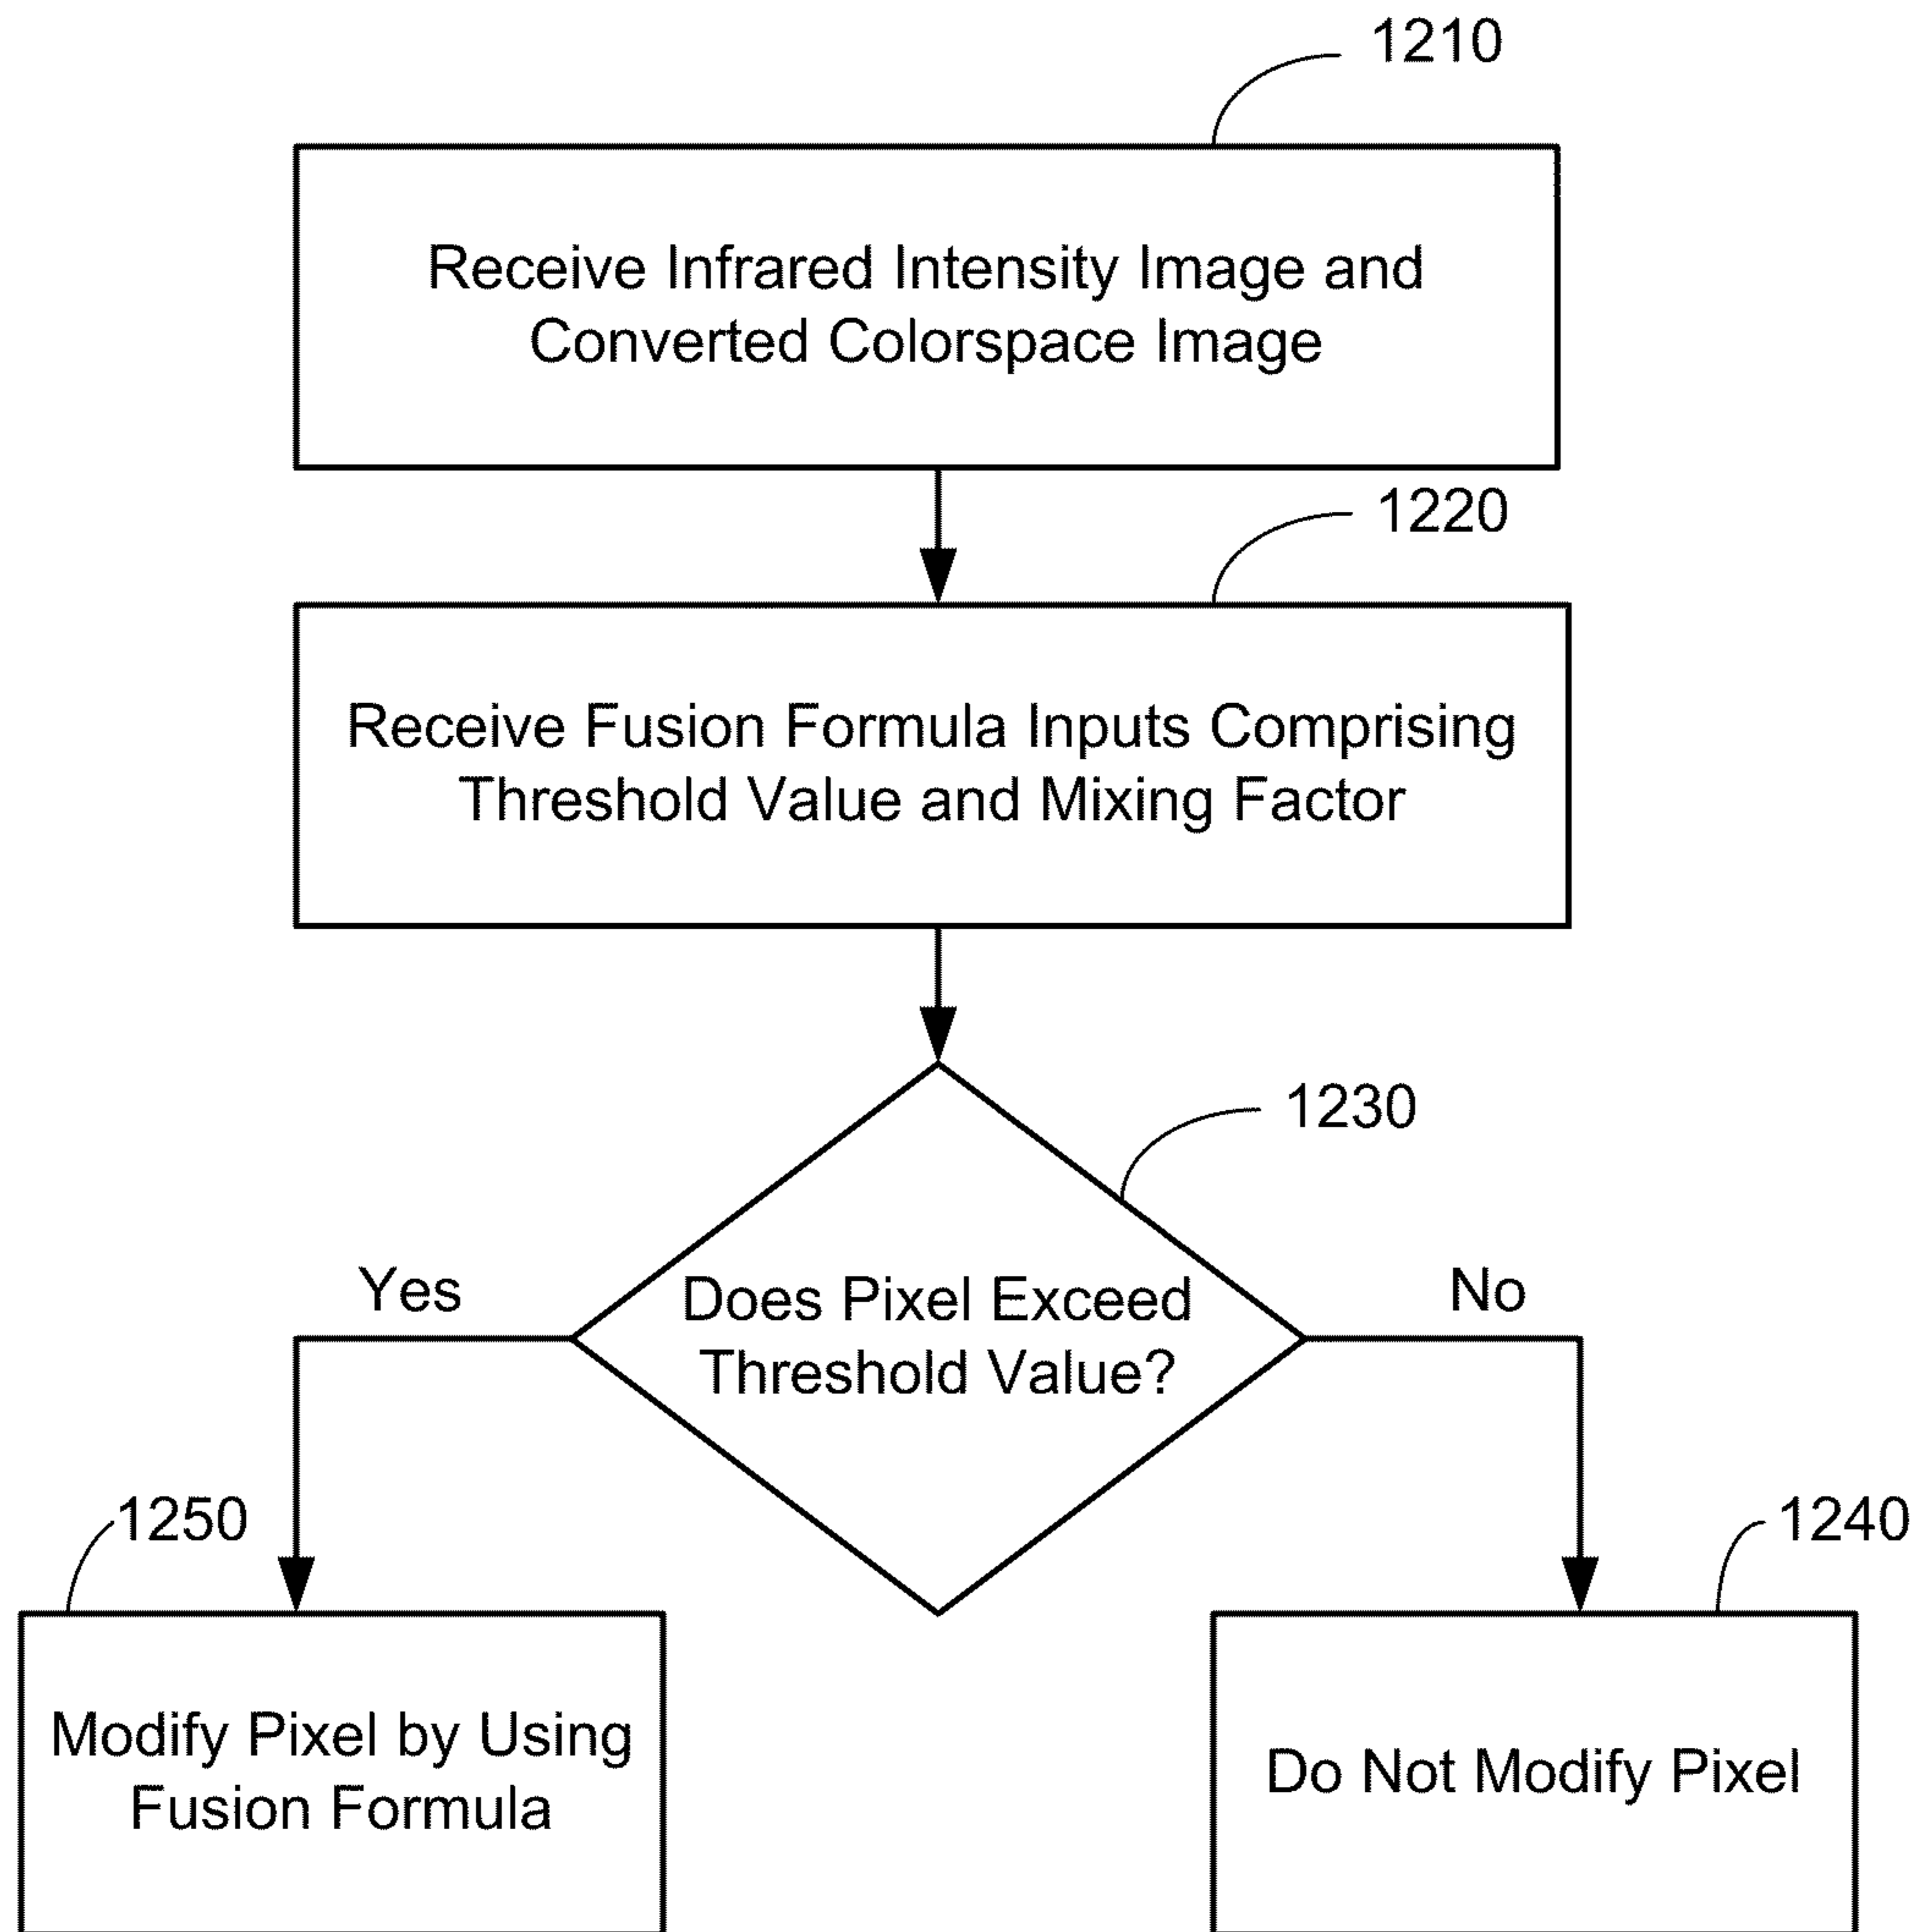 1210
Receive Infrared Intensity Image and
Converted Colorspace Image
1220
Receive Fusion Formula Inputs Comprising
Threshold Value and Mixing Factor
1230
Does Pixel Exceed
Threshold Value?
Yes
No
1250
1240
Modify Pixel by Using
Fusion Formula
Do Not Modify Pixel